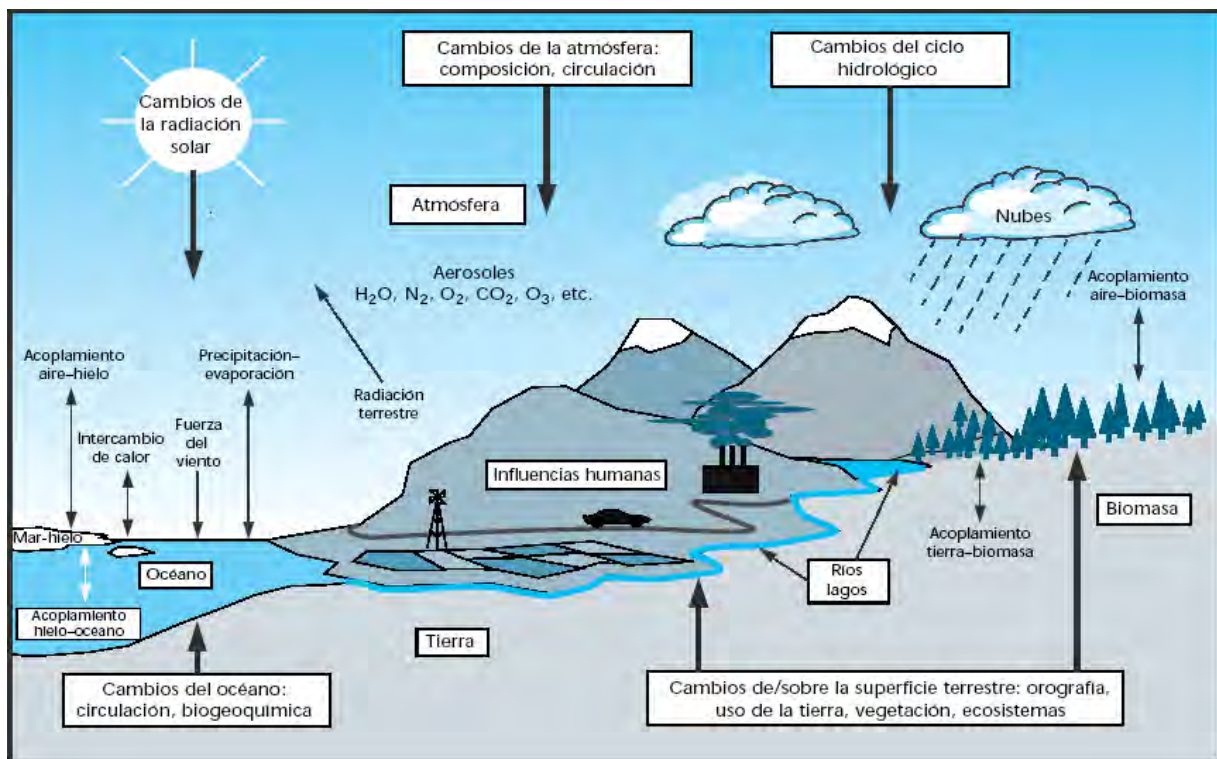 Cambios de la atmósfera:
composición, circulación
Cambios del ciclo
hidrológico
Cambios de
la radiación
solar
Atmósfera
Nubes
Aerosoles
H₂O, N₂, O₂, CO₂, O₃, etc.
Acoplamiento
aire–biomasa
Acoplamiento
aire–hielo
Precipitación–
evaporación
Radiación
terrestre
Intercambio
de calor
Fuerza
del
viento
Influencias humanas
Biomasa
Mar-hielo
Acoplamiento
tierra–biomasa
Océano
Ríos
lagos
Acoplamiento
hielo–océano
Tierra
Cambios del océano:
circulación, biogeoquímica
Cambios de/sobre la superficie terrestre: orografía,
uso de la tierra, vegetación, ecosistemas